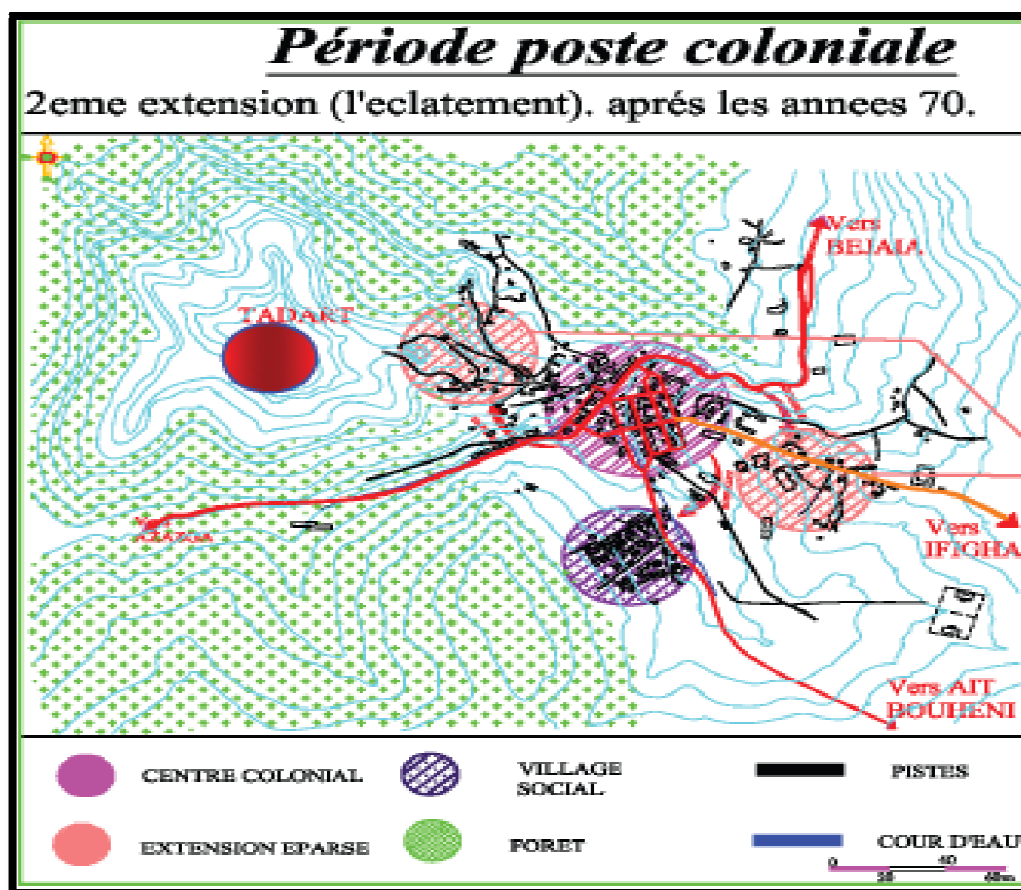 Période poste coloniale
2eme extension (l'eclatement). aprés les annees 70.
Vers
BEJAIA
TADART
Vers
IFIGHA
Vers AIT
BOUHENI
CENTRE COLONIAL
VILLAGE
SOCIAL
PISTES
EXTENSION EPARSE
FORET
COUR D'EAU
0